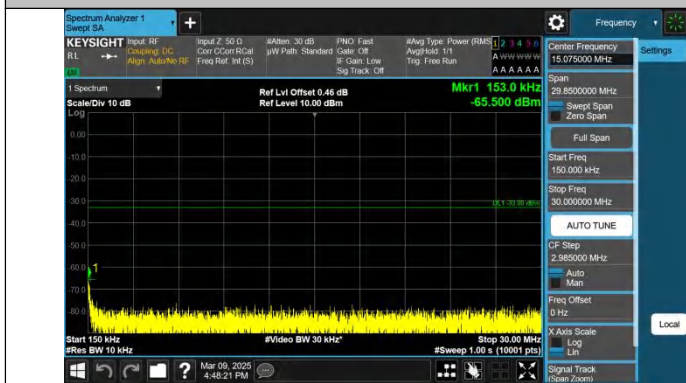 Spectrum Analyzer 1
Swept SA
Frequency
KEYSIGHT
RL
Input: RF
Coupling: DC
Align: Auto/No RF
Input Z: 50 Ω
Corr CCorr RCal
Freq Ref: Int (S)
#Atten: 30 dB
µW Path: Standard
PNO: Fast
Gate: Off
IF Gain: Low
Sig Track: Off
#Avg Type: Power (RMS)
Avg|Hold: 1/1
Trig: Free Run
1 2 3 4 5 6
A W W W W W
A A A A A A
1 Spectrum
Scale/Div 10 dB
Log
Ref Lvl Offset 0.46 dB
Ref Level 10.00 dBm
Mkr1 153.0 kHz
-65.500 dBm
0.00
-10.0
-20.0
-30.0
-40.0
-50.0
-60.0
-70.0
-80.0
1
Start 150 kHz
#Res BW 10 kHz
#Video BW 30 kHz*
Stop 30.00 MHz
#Sweep 1.00 s (10001 pts)
Mar 09, 2025
4:48:21 PM
Center Frequency
15.075000 MHz
Span
29.8500000 MHz
Swept Span
Zero Span
Full Span
Start Freq
150.000 kHz
Stop Freq
30.000000 MHz
AUTO TUNE
CF Step
2.985000 MHz
Auto
Man
Freq Offset
0 Hz
X Axis Scale
Log
Lin
Signal Track
(Span Zoom)
Settings
Local